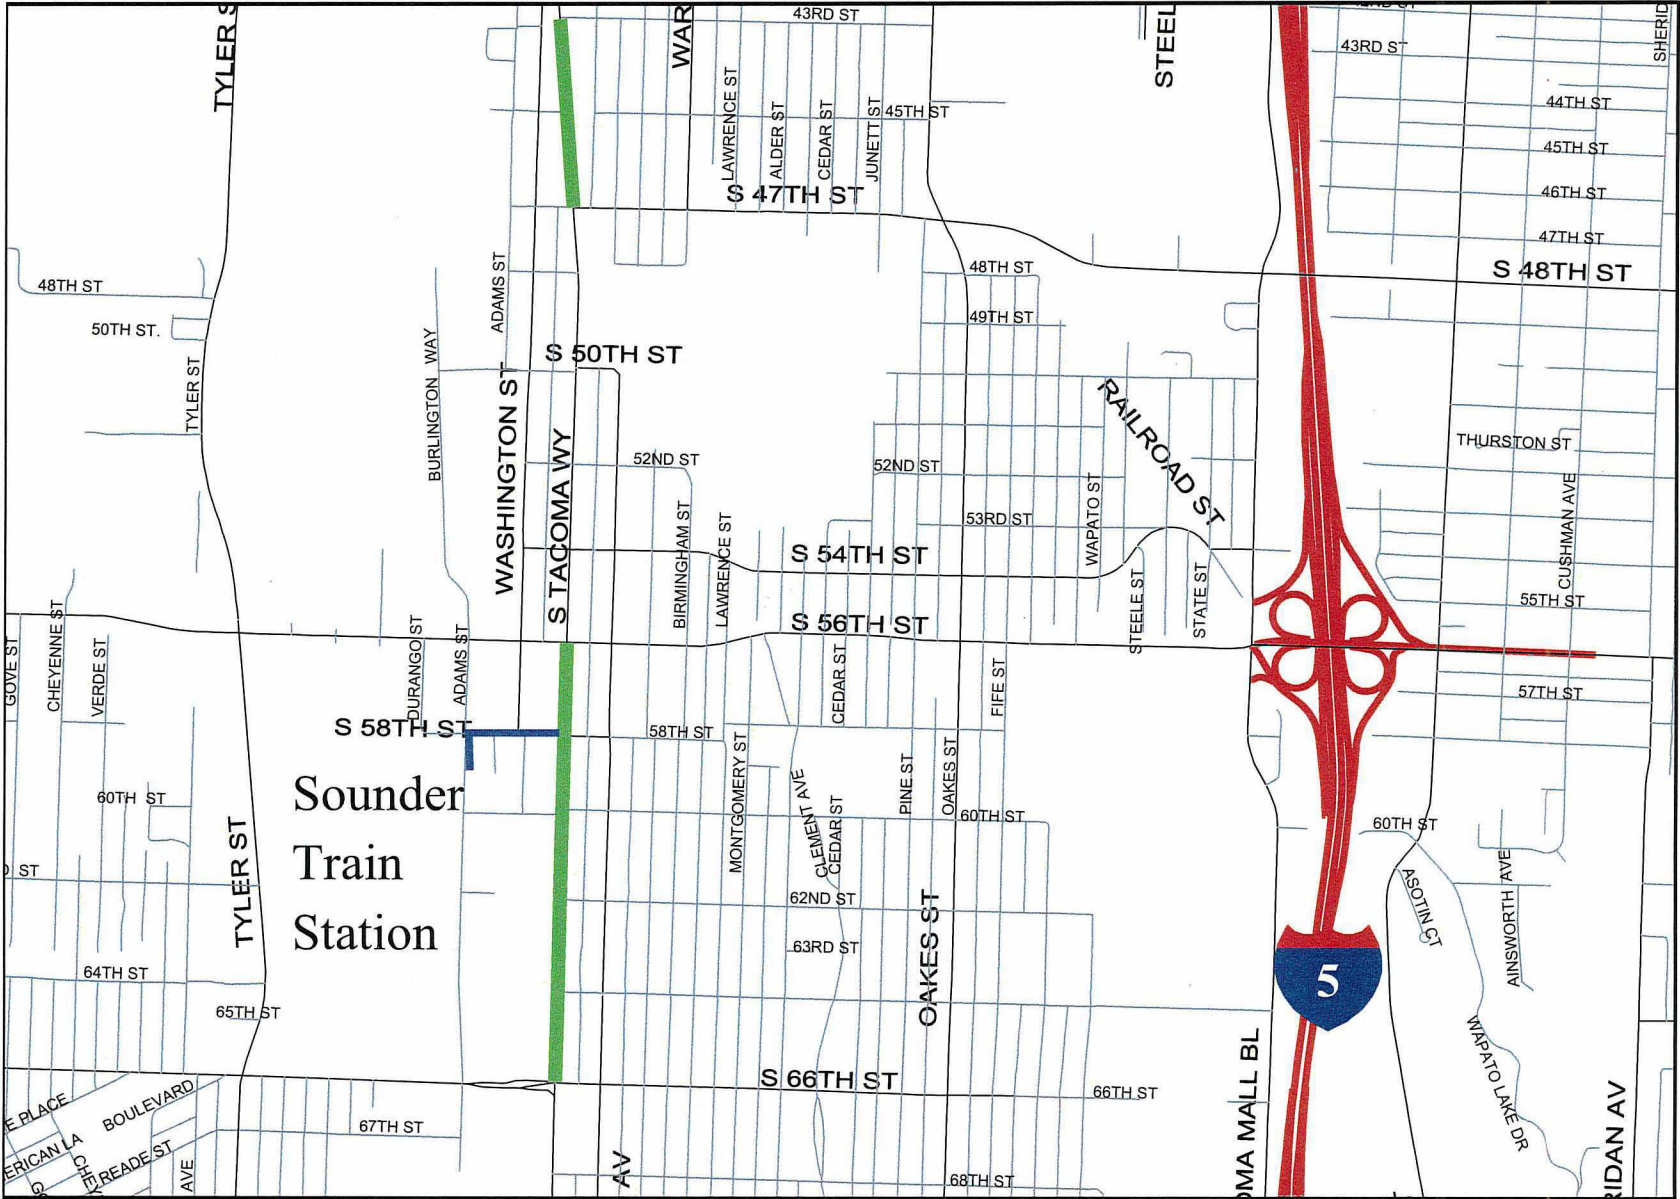 TYLER S
43RD ST
WAR
STEEL
43RD ST
SHERID
44TH ST
LAWRENCE ST
ALDER ST
CEDAR ST
JUNETT ST
45TH ST
45TH ST
46TH ST
S 47TH ST
47TH ST
48TH ST
S 48TH ST
48TH ST
ADAMS ST
50TH ST.
49TH ST
TYLER ST
BURLINGTON WAY
S 50TH ST
RAILROAD ST
THURSTON ST
WASHINGTON ST
S TACOMA WY
52ND ST
52ND ST
BIRMINGHAM ST
LAWRENCE ST
53RD ST
WAPATO ST
CUSHMAN AVE
S 54TH ST
STEELE ST
STATE ST
55TH ST
S 56TH ST
GOVE ST
CHEYENNE ST
VERDE ST
DURANGO ST
ADAMS ST
CEDAR ST
FIFE ST
57TH ST
S 58TH ST
58TH ST
MONTGOMERY ST
CLEMENT AVE
CEDAR ST
PINE ST
OAKES ST
Sounder
Train
Station
60TH ST
60TH ST
60TH ST
ST
TYLER ST
62ND ST
63RD ST
OAKES ST
ASOTIN CT
AINSWORTH AVE
64TH ST
65TH ST
5
WAPATO LAKE DR
S 66TH ST
66TH ST
OMA MALL BL
RIDAN AV
E PLACE
BOULEVARD
ERICAN LA
CHEY
READE ST
AVE
67TH ST
AV
68TH ST